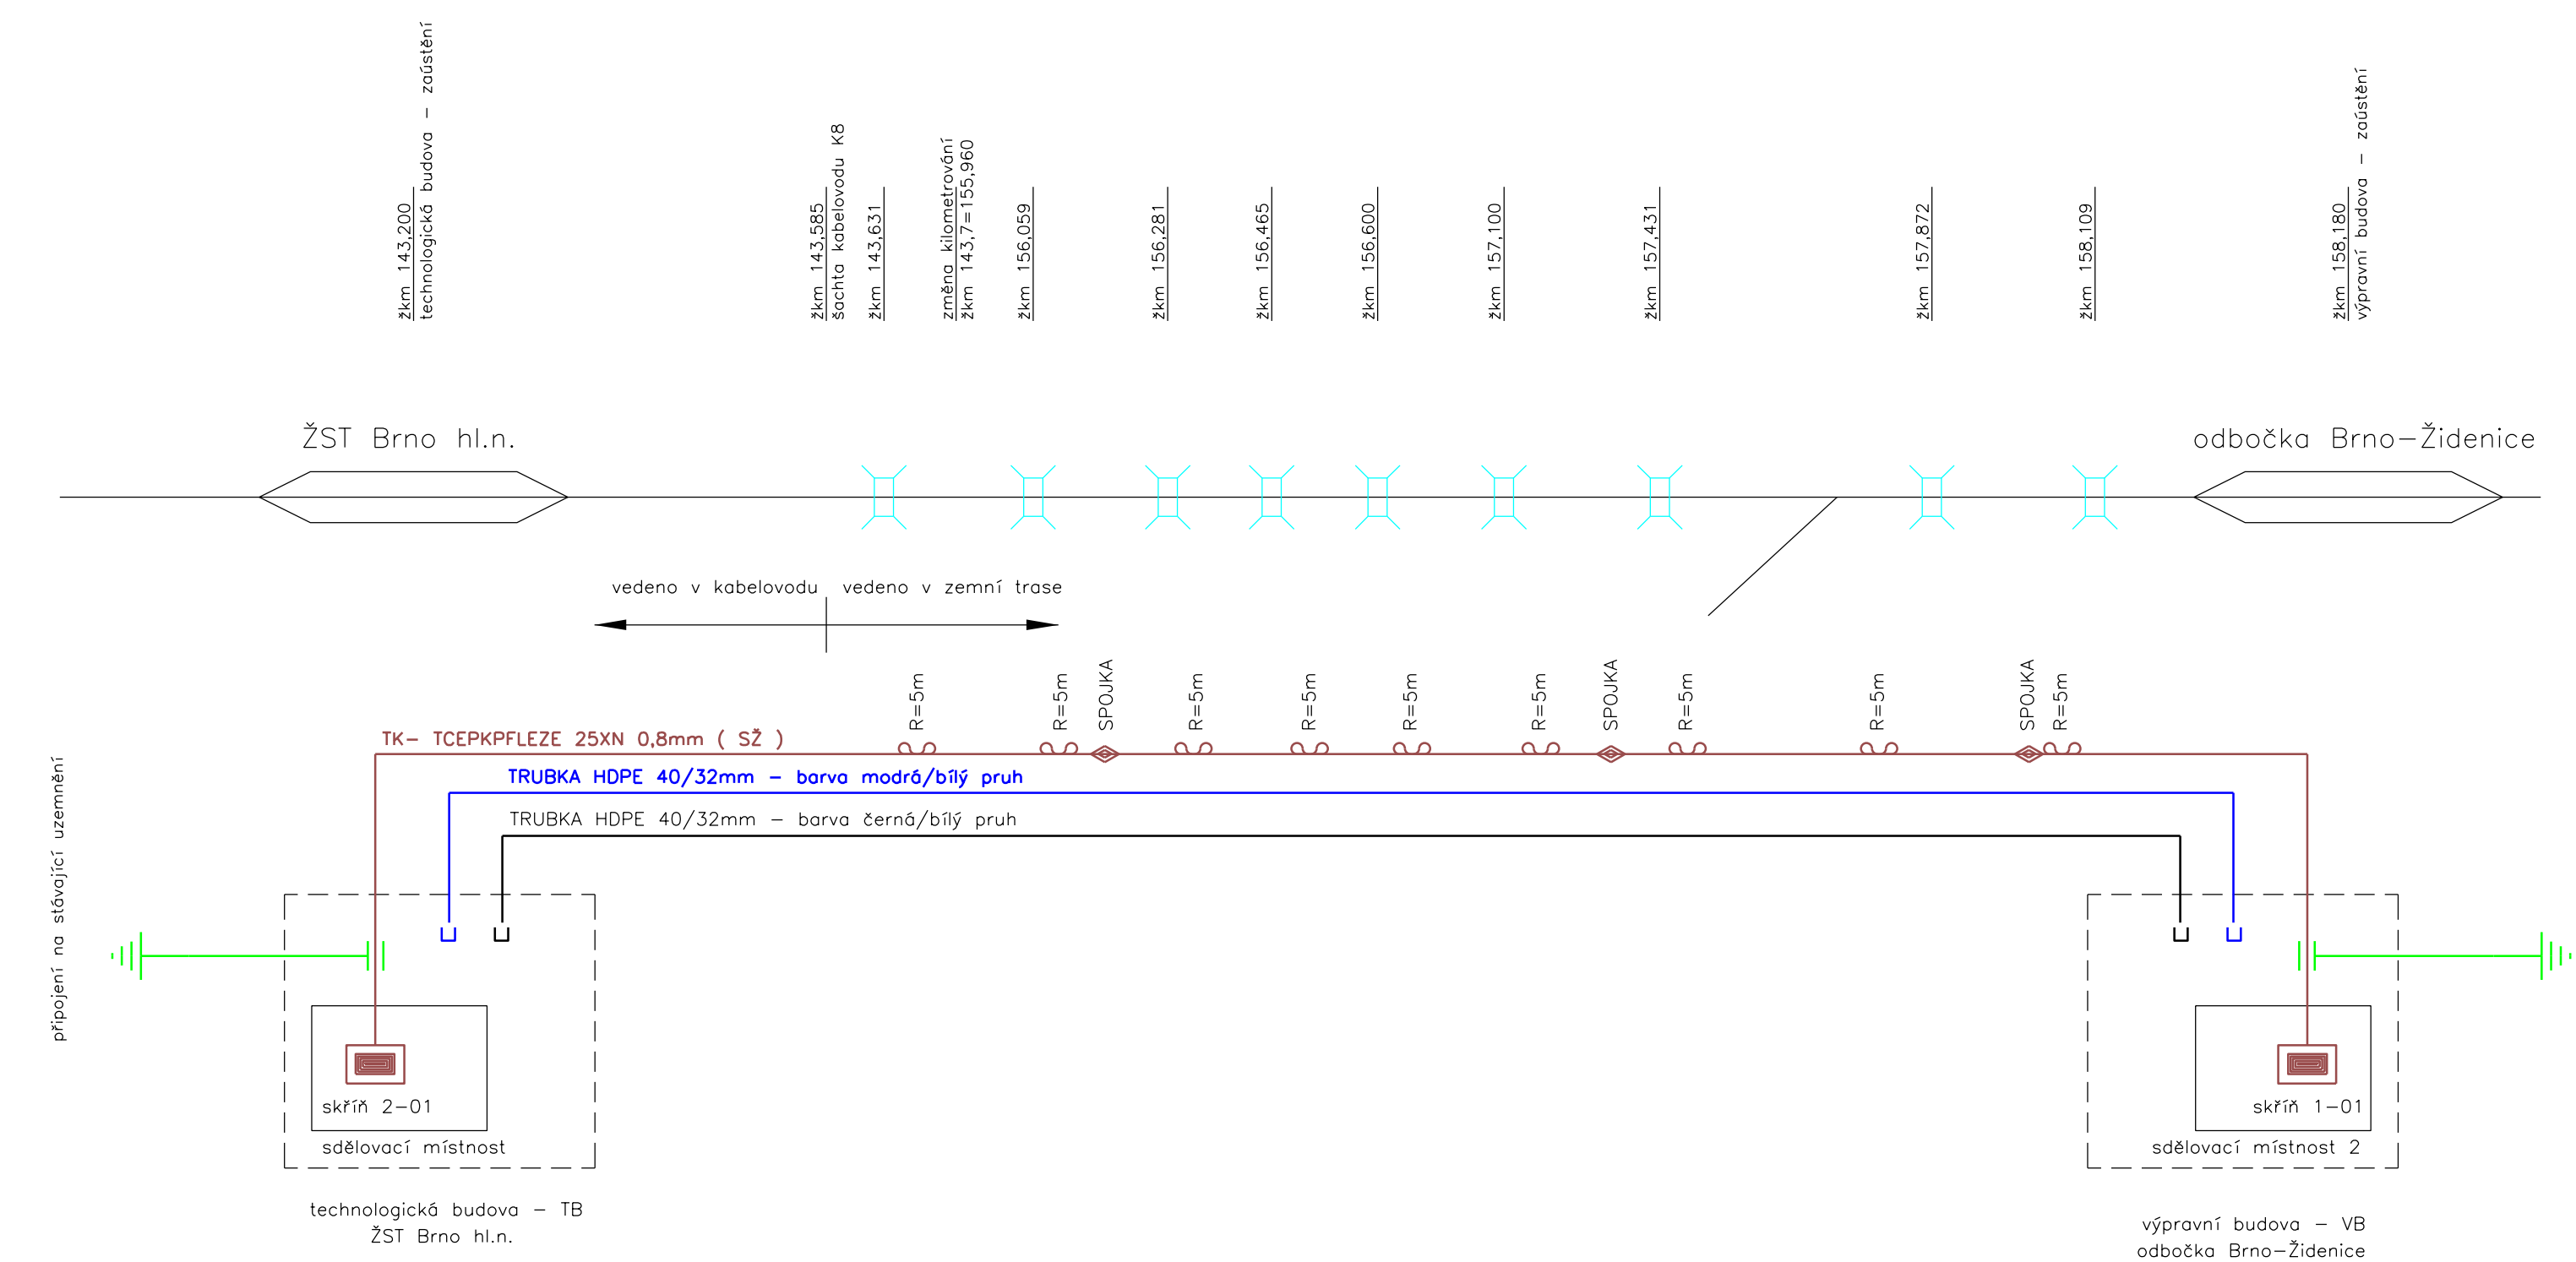 žkm 143,200
technologická budova – zaústění
žkm 143,585
šachta kabelovodu K8
žkm 143,631
změna kilometrování
žkm 143,7=155,960
žkm 156,059
žkm 156,281
žkm 156,465
žkm 156,600
žkm 157,100
žkm 157,431
žkm 157,872
žkm 158,109
žkm 158,180
výpravní budova – zaústění
ŽST Brno hl.n.
odbočka Brno–Židenice
vedeno v kabelovodu
vedeno v zemní trase
R=5m
R=5m
SPOJKA
R=5m
R=5m
R=5m
R=5m
SPOJKA
R=5m
R=5m
SPOJKA
R=5m
TK– TCEPKPFLEZE 25XN 0,8mm ( SŽ )
TRUBKA HDPE 40/32mm – barva modrá/bílý pruh
TRUBKA HDPE 40/32mm – barva černá/bílý pruh
připojení na stávající uzemnění
skříň 2–01
sdělovací místnost
technologická budova – TB
ŽST Brno hl.n.
skříň 1–01
sdělovací místnost 2
výpravní budova – VB
odbočka Brno–Židenice